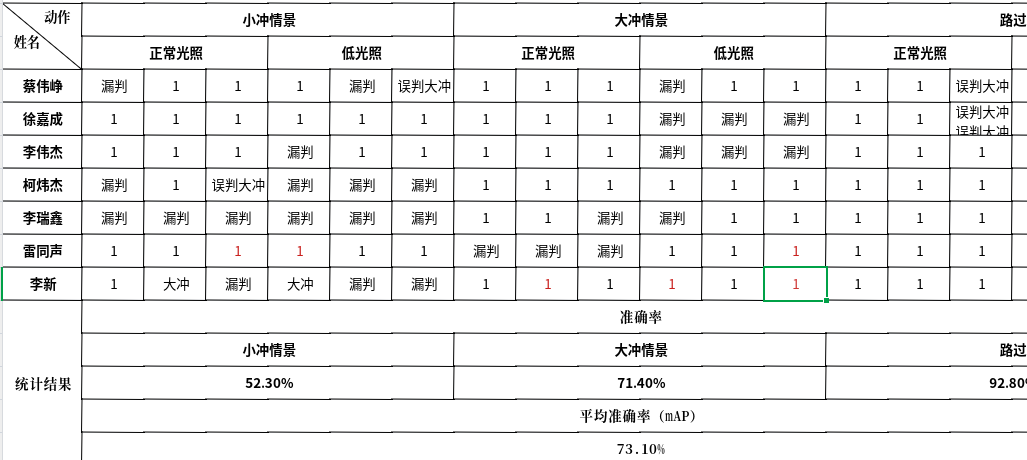 动作 小冲情景 大冲情景 路过
姓名
正常光照 低光照 正常光照 低光照 正常光照
蔡伟峥 漏判 1 1 1 漏判 误判大冲 1 1 1 漏判 1 1 1 1 误判大冲
徐嘉成 1 1 1 1 1 1 1 1 1 漏判 漏判 漏判 1 1 误判大冲
误判大冲
李伟杰 1 1 1 漏判 1 1 1 1 1 漏判 漏判 漏判 1 1 1
柯炜杰 漏判 1 误判大冲 漏判 漏判 漏判 1 1 1 1 1 1 1 1 1
李瑞鑫 漏判 漏判 漏判 漏判 漏判 漏判 1 1 漏判 漏判 1 1 1 1 1
雷同声 1 1 1 1 1 1 漏判 漏判 漏判 1 1 1 1 1 1
李新 1 大冲 漏判 大冲 漏判 漏判 1 1 1 1 1 1 1 1 1
准确率
小冲情景 大冲情景 路过
统计结果 52.30% 71.40% 92.80%
平均准确率（mAP）
73.10%